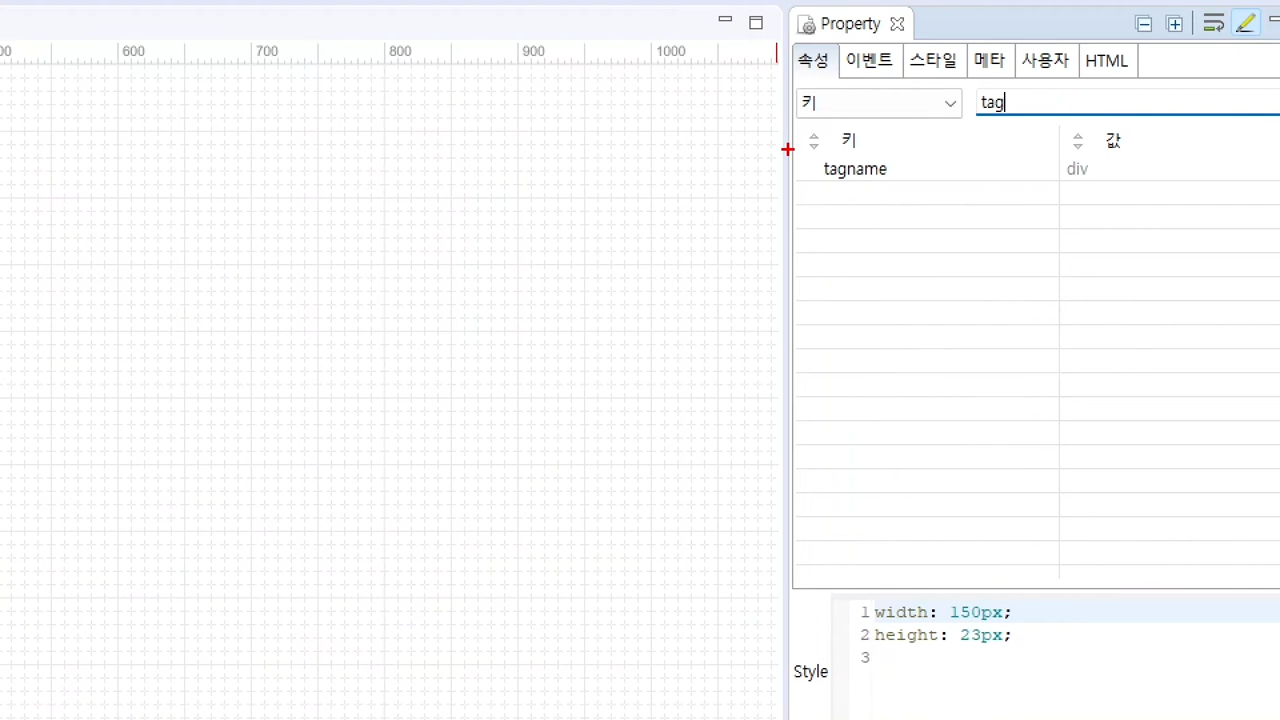 Property
속성 이벤트 스타일 메타 사용자 HTML
00 600 700 800 900 1000
키 tag
키 값
tagname div
1 width: 150px;
2 height: 23px;
3
Style